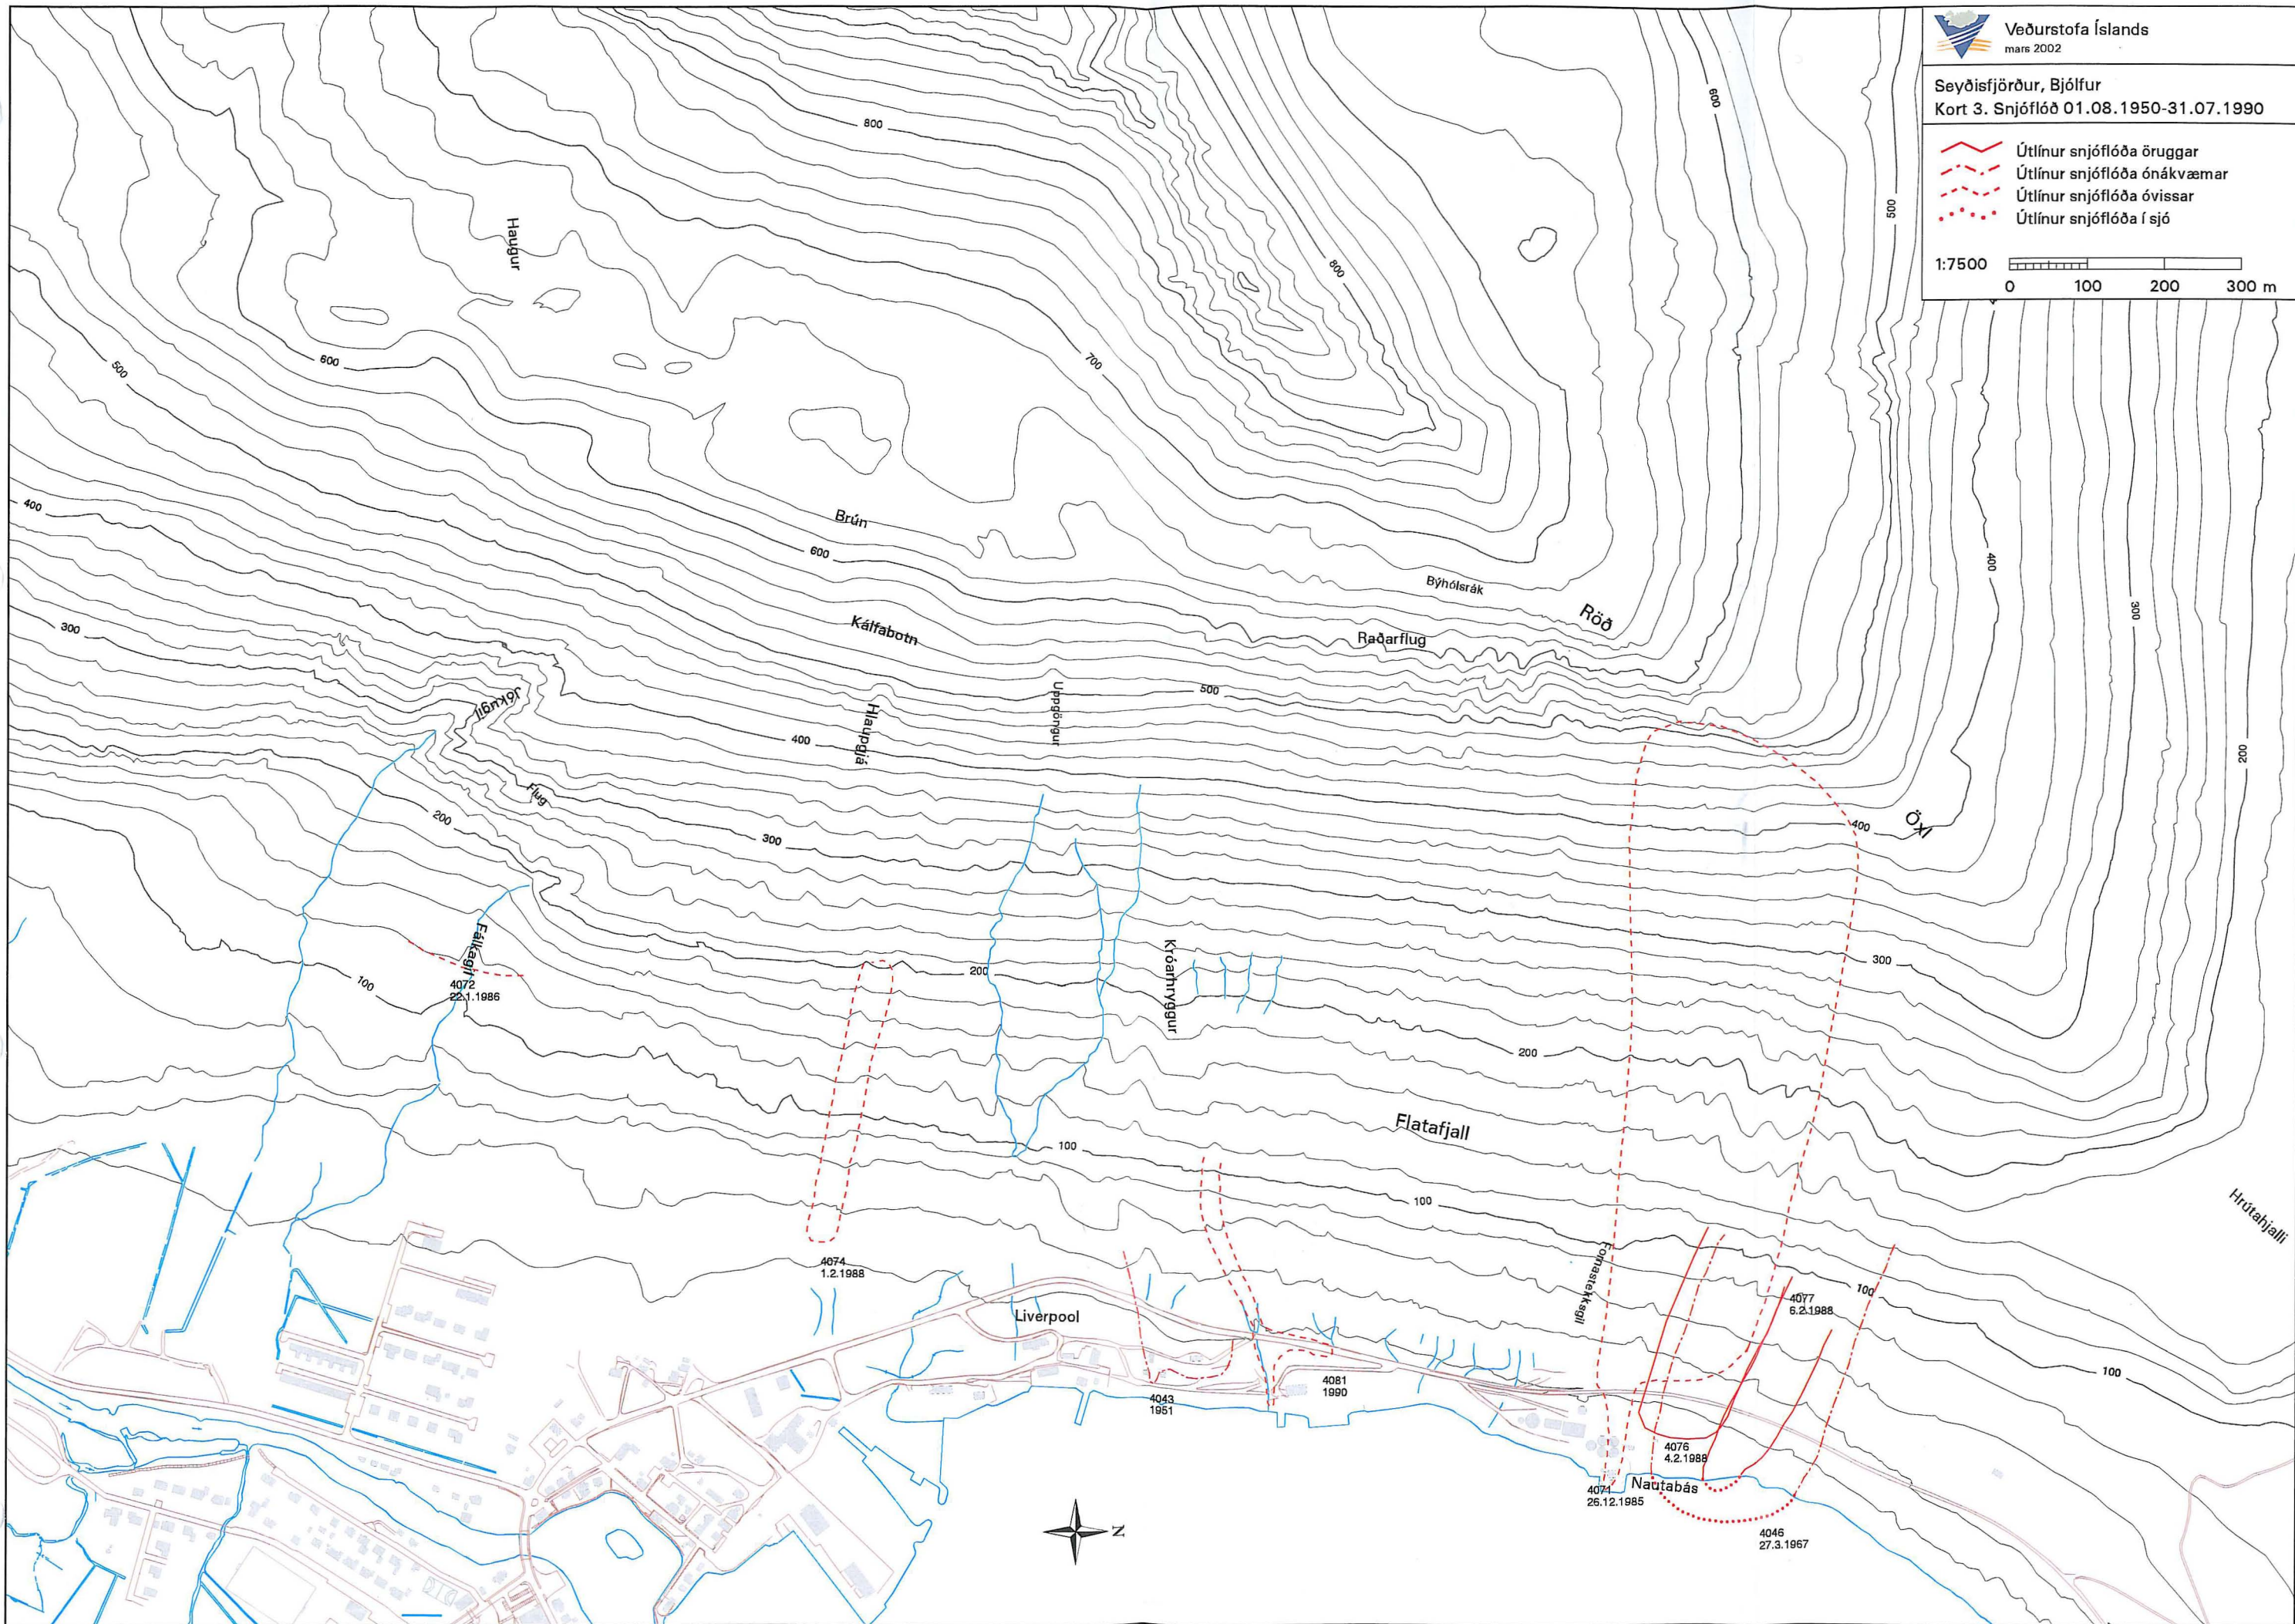 Veðurstofa Íslands
mars 2002
Seyðisfjörður, Bjólfur
Kort 3. Snjóflóð 01.08.1950-31.07.1990
Útlínur snjóflóða öruggar
Útlínur snjóflóða ónákvæmar
Útlínur snjóflóða óvissar
Útlínur snjóflóða í sjó
1:7500
0 100 200 300 m
600
500
800
Haugur
800
600
700
500
400
Brún
600
400
Býhólsrák
Röð
300
Kálfabotn
Raðarflug
300
Jökugil
Uppgöngur
500
Hlaupgjá
400
200
Flug
200
300
400
Öxl
Fálkagil
Króarhryggur
300
200
100
4072
22.1.1986
200
Flatafjall
100
100
Hrútahjalli
Fornastekksgil
4074
1.2.1988
100
4077
6.2.1988
Liverpool
100
4081
1990
4043
1951
4076
4.2.1988
Nautabás
4071
26.12.1985
4046
27.3.1967
N